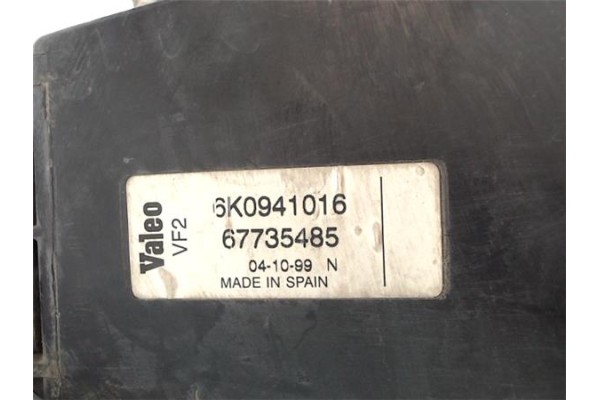 Valeo
VF2
6K0941016
67735485
04-10-99 N
MADE IN SPAIN